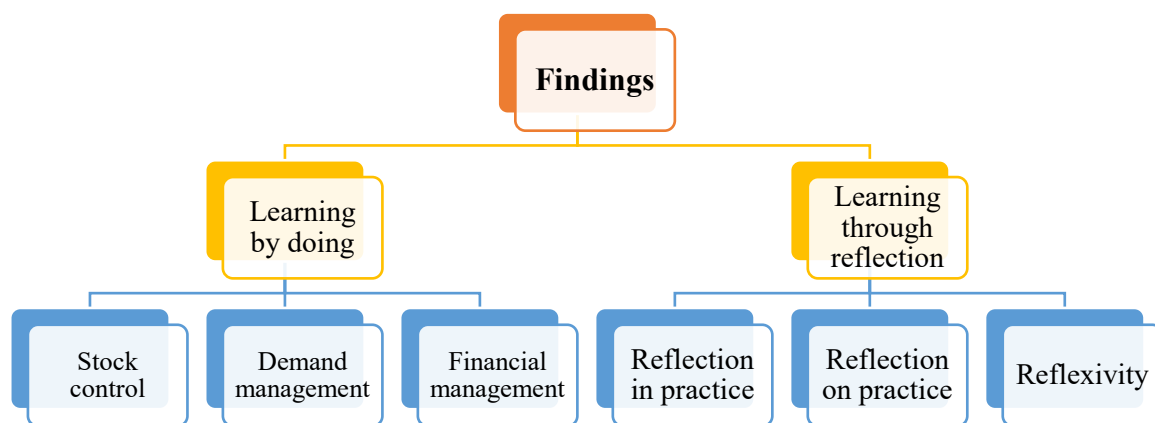 Findings
Learning
by doing
Learning
through
reflection
Stock
control
Demand
management
Financial
management
Reflection
in practice
Reflection
on practice
Reflexivity